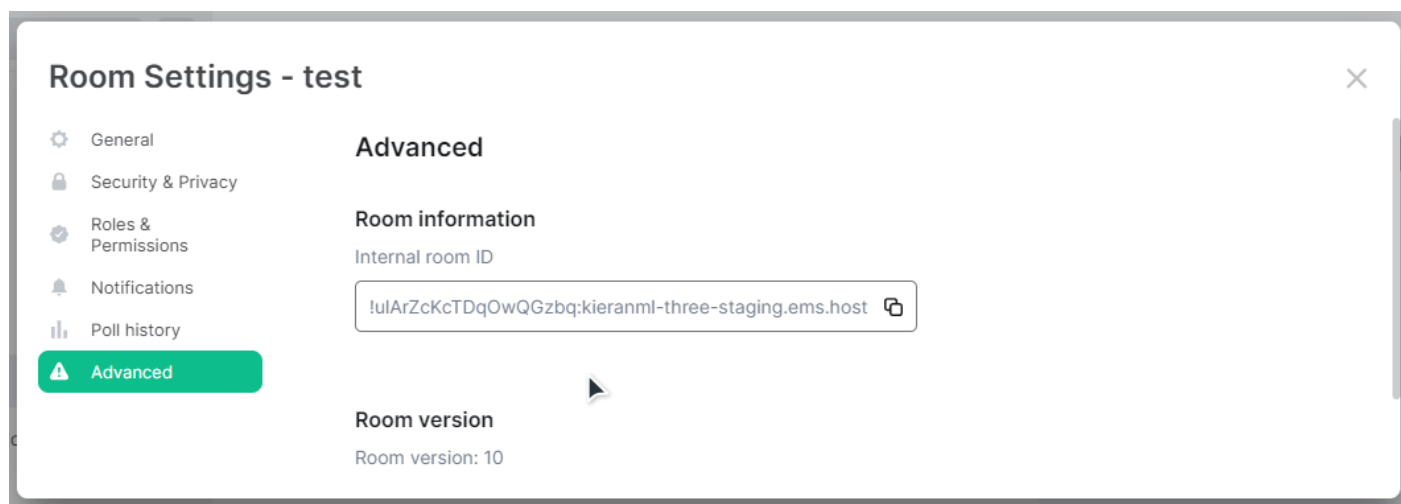 Room Settings - test
General
Security & Privacy
Roles &
Permissions
Notifications
Poll history
Advanced
Advanced
Room information
Internal room ID
!ulArZcKcTDqOwQGzbq:kieranml-three-staging.ems.host
Room version
Room version: 10